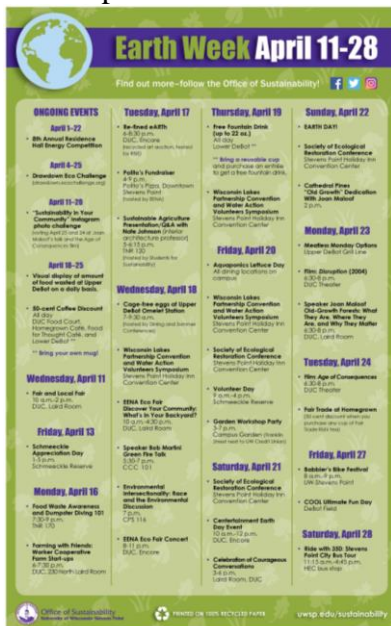 Earth Week April 11-28
Find out more–follow the Office of Sustainability!
ONGOING EVENTS
April 1-22
8th Annual Residence
Hall Energy Competition
April 4-25
Drawdown Eco Challenge
April 11-26
"Sustainability in Your
Community" Instagram
photo challenge
April 18-25
Visual display of amount
of food wasted at Upper
DeBot on a daily basis.
50-cent Coffee Discount
All day
DUC Food Court,
Homegrown Café, Food
for Thought Café, and
Lower DeBot **
** Bring your own mug!
Wednesday, April 11
Fair and Local Fair
10 a.m.-2 p.m.
DUC, Laird Room
Friday, April 13
Schmeeckle
Appreciation Day
1-5 p.m.
Schmeeckle Reserve
Monday, April 16
Food Waste Awareness
and Dumpster Diving 101
7:30-9 p.m.
TNR 170
Farming with Friends:
Worker Cooperative
Farm Start-ups
6-7:30 p.m.
DUC, 230 North Laird Room
Tuesday, April 17
Re-fined eARTh
6-8:30 p.m.
DUC, Encore
Polito's Fundraiser
6-9 p.m.
Polito's Pizza, Downtown
Stevens Point
Sustainable Agriculture
Presentation/Q&A with
Nate Johnson
5-6:15 p.m.
TNR 120
Wednesday, April 18
Cage-free eggs at Upper
DeBot Omelet Station
7-9:30 a.m.
Wisconsin Lakes
Partnership Convention
and Water Action
Volunteers Symposium
Stevens Point Holiday Inn
Convention Center
EENA Eco Fair
Discover Your Community:
What's in Your Backyard?
10 a.m.-4:30 p.m.
DUC, Laird Room
Speaker Bob Martini
Green Fire Talk
5:30-7 p.m.
CCC 101
Environmental
Intersectionality: Race
and the Environmental
Discussion
7 p.m.
CPS 116
EENA Eco Fair Concert
8-11 p.m.
DUC, Encore
Thursday, April 19
Free Fountain Drink
(up to 22 oz.)
All day
Lower DeBot **
** Bring a reusable cup
and purchase an entrée
to get a free fountain drink.
Wisconsin Lakes
Partnership Convention
and Water Action
Volunteers Symposium
Stevens Point Holiday Inn
Convention Center
Friday, April 20
Aquaponics Lettuce Day
All dining locations on
campus
Wisconsin Lakes
Partnership Convention
and Water Action
Volunteers Symposium
Stevens Point Holiday Inn
Convention Center
Society of Ecological
Restoration Conference
Stevens Point Holiday Inn
Convention Center
Volunteer Day
9 a.m.-4 p.m.
Schmeeckle Reserve
Garden Workshop Party
3-7 p.m.
Campus Garden
Saturday, April 21
Society of Ecological
Restoration Conference
Stevens Point Holiday Inn
Convention Center
Centertainment Earth
Day Event
10 a.m.-12 p.m.
DUC, Encore
Celebration of Courageous
Conversations
3-6 p.m.
Laird Room, DUC
Sunday, April 22
EARTH DAY!
Society of Ecological
Restoration Conference
Stevens Point Holiday Inn
Convention Center
Cathedral Pines
"Old Growth" Dedication
With Joan Maloof
2 p.m.
Monday, April 23
Meatless Monday Options
Upper DeBot Grill Line
Film: Disruption (2004)
6:30-8 p.m.
DUC Theater
Speaker Joan Maloof
Old-Growth Forests: What
They Are, Where They
Are, and Why They Matter
6:30-8 p.m.
DUC, Laird Room
Tuesday, April 24
Film: Age of Consequences
6:30-8 p.m.
DUC Theater
Fair Trade at Homegrown
Friday, April 27
Babbler's Bike Festival
8 a.m.-9 p.m.
UW-Stevens Point
COOL Ultimate Fun Day
DeBot Field
Saturday, April 28
Ride with 350: Stevens
Point City Bus Tour
11:15 a.m.-4:45 p.m.
HEC bus stop
Office of Sustainability
PRINTED ON 100% RECYCLED PAPER
uwsp.edu/sustainability